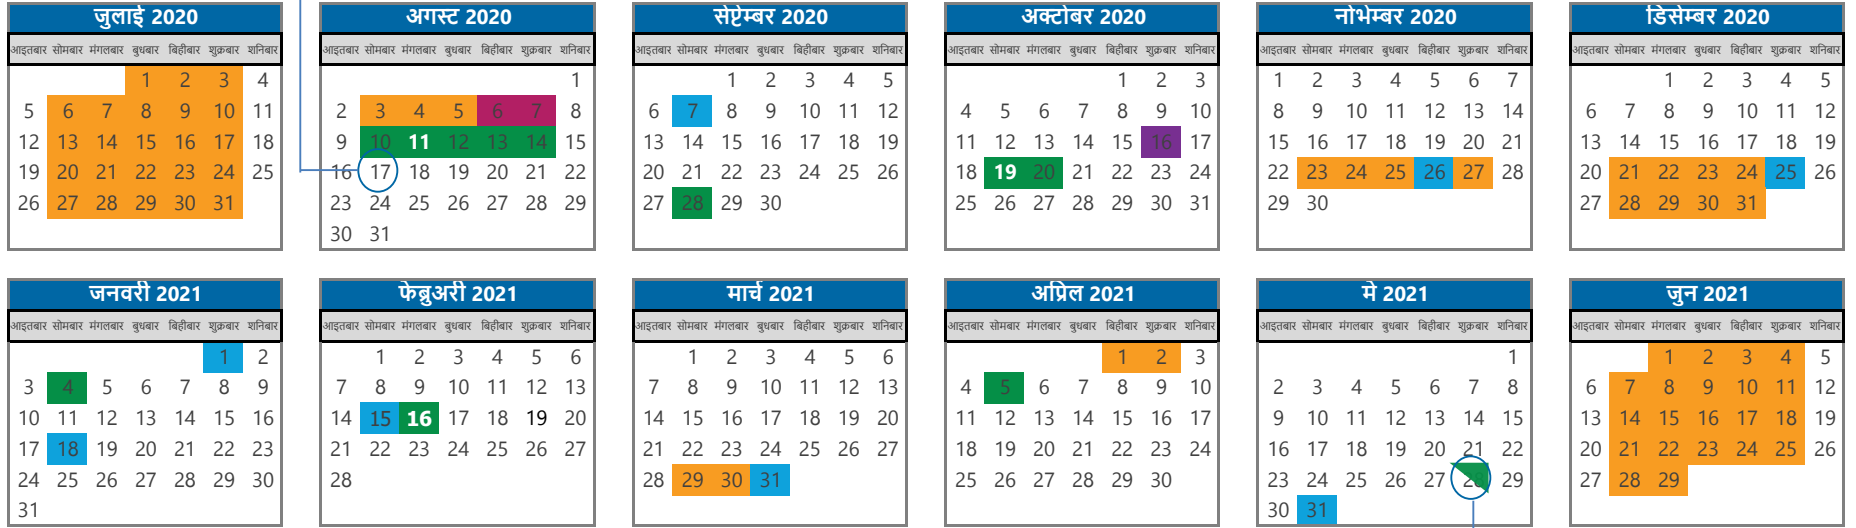 जुलाई 2020
आइतबार सोमबार मंगलबार बुधबार बिहीबार शुक्रबार शनिबार
1 2 3 4
5 6 7 8 9 10 11
12 13 14 15 16 17 18
19 20 21 22 23 24 25
26 27 28 29 30 31
अगस्ट 2020
आइतबार सोमबार मंगलबार बुधबार बिहीबार शुक्रबार शनिबार
1
2 3 4 5 6 7 8
9 10 11 12 13 14 15
16 17 18 19 20 21 22
23 24 25 26 27 28 29
30 31
सेप्टेम्बर 2020
आइतबार सोमबार मंगलबार बुधबार बिहीबार शुक्रबार शनिबार
1 2 3 4 5
6 7 8 9 10 11 12
13 14 15 16 17 18 19
20 21 22 23 24 25 26
27 28 29 30
अक्टोबर 2020
आइतबार सोमबार मंगलबार बुधबार बिहीबार शुक्रबार शनिबार
1 2 3
4 5 6 7 8 9 10
11 12 13 14 15 16 17
18 19 20 21 22 23 24
25 26 27 28 29 30 31
नोभेम्बर 2020
आइतबार सोमबार मंगलबार बुधबार बिहीबार शुक्रबार शनिबार
1 2 3 4 5 6 7
8 9 10 11 12 13 14
15 16 17 18 19 20 21
22 23 24 25 26 27 28
29 30
डिसेम्बर 2020
आइतबार सोमबार मंगलबार बुधबार बिहीबार शुक्रबार शनिबार
1 2 3 4 5
6 7 8 9 10 11 12
13 14 15 16 17 18 19
20 21 22 23 24 25 26
27 28 29 30 31
जनवरी 2021
आइतबार सोमबार मंगलबार बुधबार बिहीबार शुक्रबार शनिबार
1 2
3 4 5 6 7 8 9
10 11 12 13 14 15 16
17 18 19 20 21 22 23
24 25 26 27 28 29 30
31
फेब्रुअरी 2021
आइतबार सोमबार मंगलबार बुधबार बिहीबार शुक्रबार शनिबार
1 2 3 4 5 6
7 8 9 10 11 12 13
14 15 16 17 18 19 20
21 22 23 24 25 26 27
28
मार्च 2021
आइतबार सोमबार मंगलबार बुधबार बिहीबार शुक्रबार शनिबार
1 2 3 4 5 6
7 8 9 10 11 12 13
14 15 16 17 18 19 20
21 22 23 24 25 26 27
28 29 30 31
अप्रिल 2021
आइतबार सोमबार मंगलबार बुधबार बिहीबार शुक्रबार शनिबार
1 2 3
4 5 6 7 8 9 10
11 12 13 14 15 16 17
18 19 20 21 22 23 24
25 26 27 28 29 30
मे 2021
आइतबार सोमबार मंगलबार बुधबार बिहीबार शुक्रबार शनिबार
1
2 3 4 5 6 7 8
9 10 11 12 13 14 15
16 17 18 19 20 21 22
23 24 25 26 27 28 29
30 31
जुन 2021
आइतबार सोमबार मंगलबार बुधबार बिहीबार शुक्रबार शनिबार
1 2 3 4 5
6 7 8 9 10 11 12
13 14 15 16 17 18 19
20 21 22 23 24 25 26
27 28 29